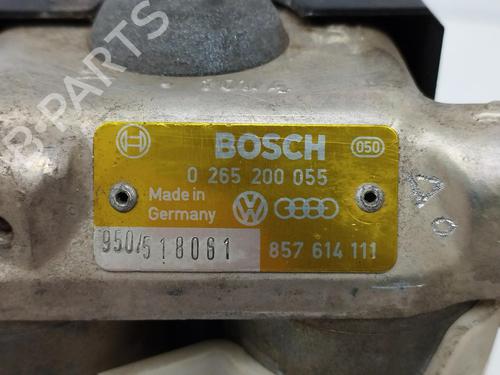 B-PARTS
BOSCH
050
0 265 200 055
Made in
Germany
950/518061
857 614 111